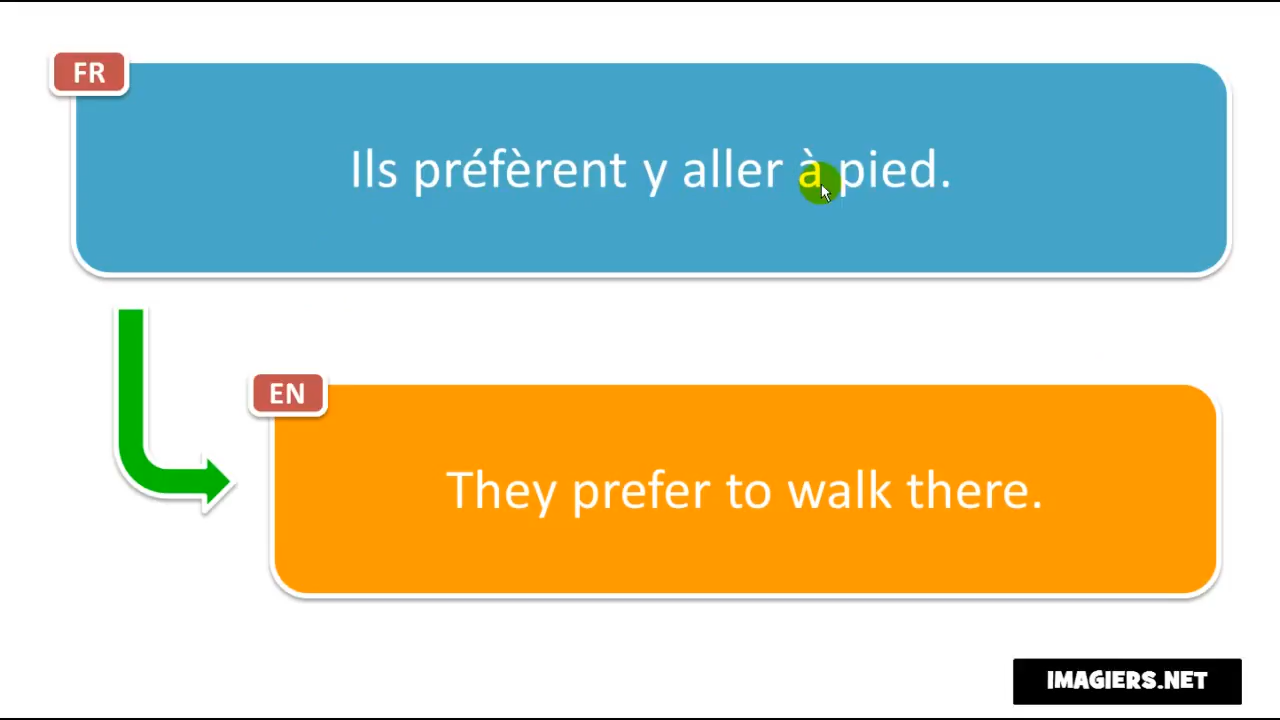 FR
Ils préfèrent y aller à pied.
EN
They prefer to walk there.
IMAGIERS.NET